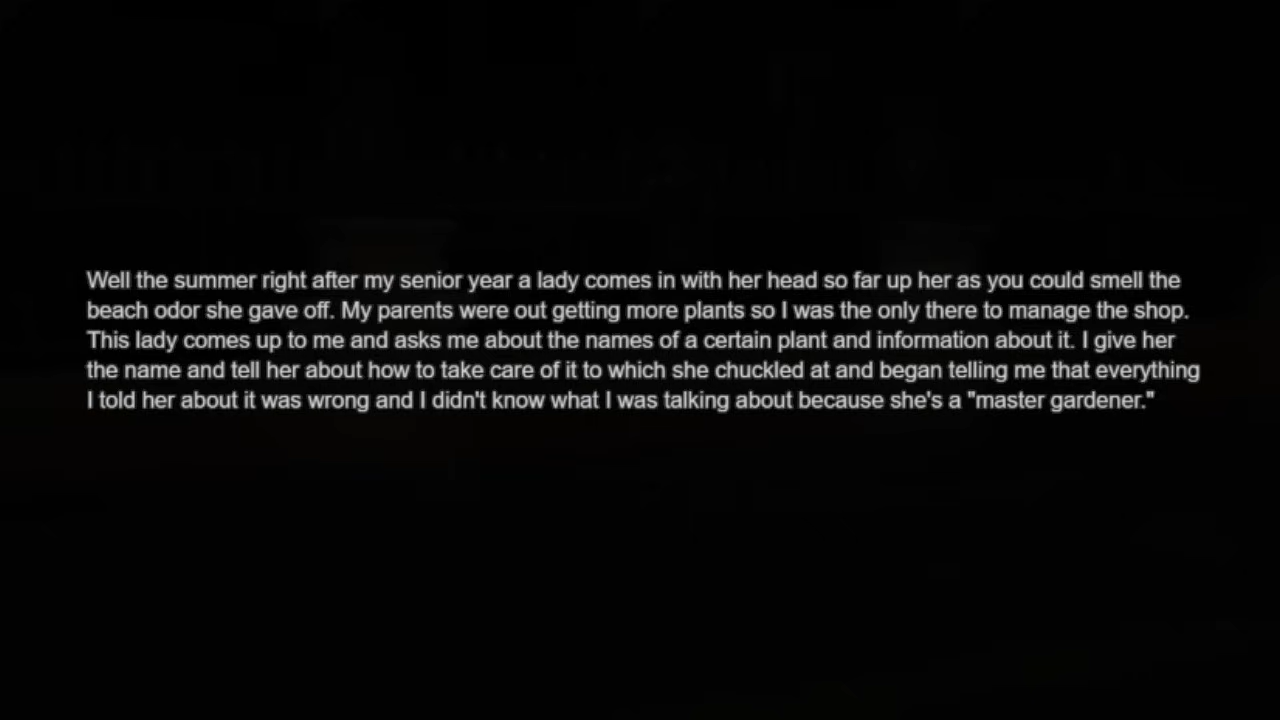 Well the summer right after my senior year a lady comes in with her head so far up her as you could smell the
beach odor she gave off. My parents were out getting more plants so I was the only there to manage the shop.
This lady comes up to me and asks me about the names of a certain plant and information about it. I give her
the name and tell her about how to take care of it to which she chuckled at and began telling me that everything
I told her about it was wrong and I didn't know what I was talking about because she's a "master gardener."